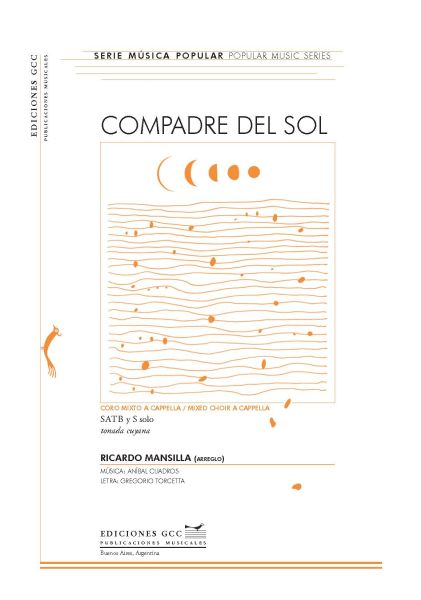 SERIE MÚSICA POPULAR POPULAR MUSIC SERIES
EDICIONES GCC
PUBLICACIONES MUSICALES
COMPADRE DEL SOL
CORO MIXTO A CAPPELLA / MIXED CHOIR A CAPPELLA
SATB y S solo
tonada cuyana
RICARDO MANSILLA (ARREGLO)
MÚSICA: ANÍBAL CUADROS
LETRA: GREGORIO TORCETTA
EDICIONES GCC
PUBLICACIONES MUSICALES
Buenos Aires, Argentina